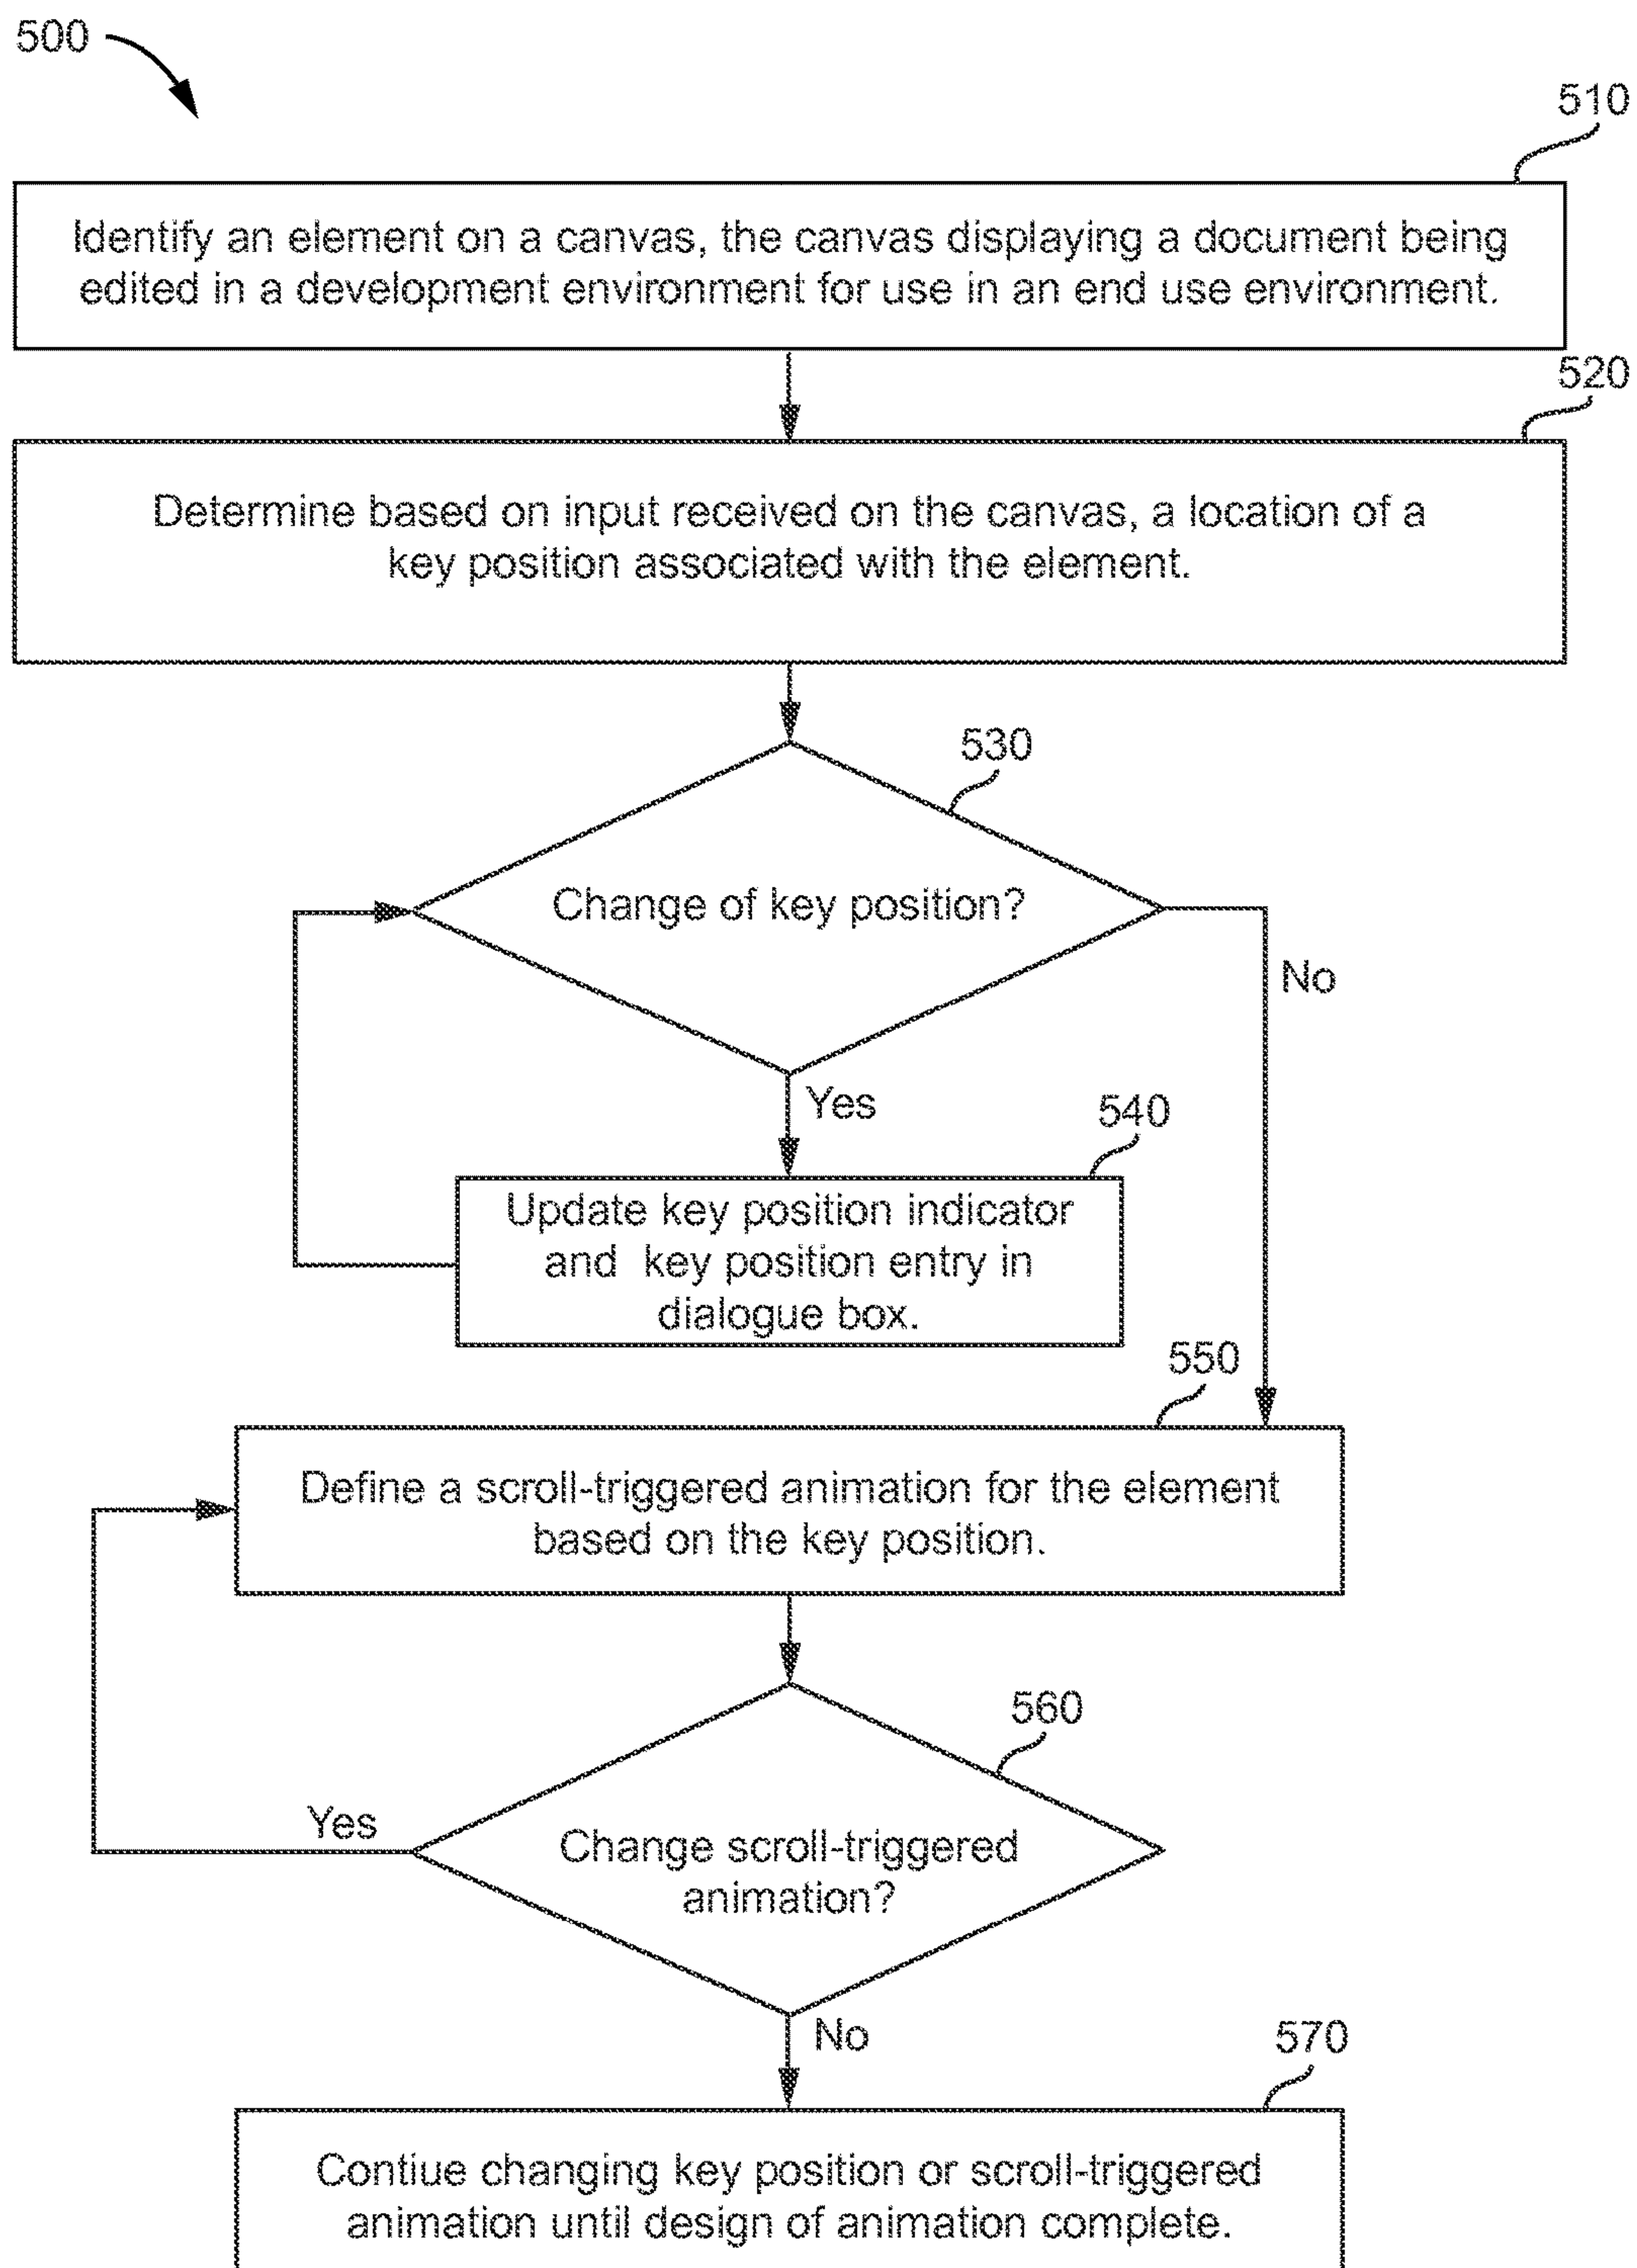 500
510
Identify an element on a canvas, the canvas displaying a document being
edited in a development environment for use in an end use environment.
520
Determine based on input received on the canvas, a location of a
key position associated with the element.
530
Change of key position?
No
Yes
540
Update key position indicator
and key position entry in
dialogue box.
550
Define a scroll-triggered animation for the element
based on the key position.
560
Yes
Change scroll-triggered
animation?
No
570
Contiue changing key position or scroll-triggered
animation until design of animation complete.